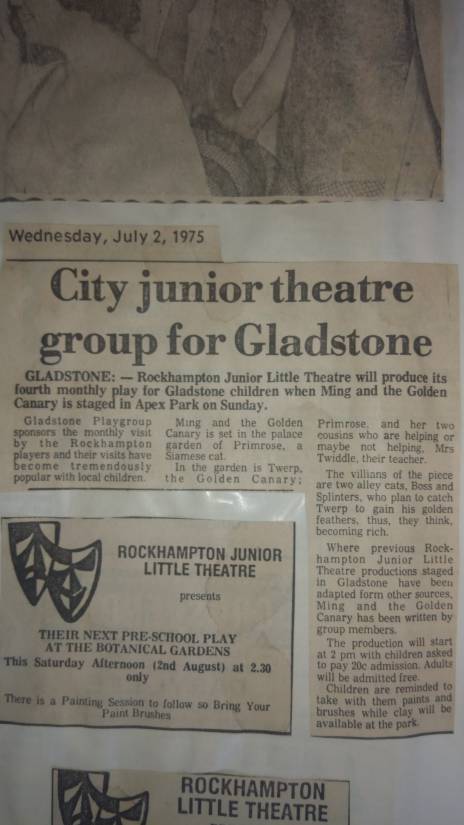 Wednesday, July 2, 1975
City junior theatre
group for Gladstone
GLADSTONE: — Rockhampton Junior Little Theatre will produce its
fourth monthly play for Gladstone children when Ming and the Golden
Canary is staged in Apex Park on Sunday.
Gladstone Playgroup
sponsors the monthly visit
by the Rockhampton
players and their visits have
become tremendously
popular with local children.
Ming and the Golden
Canary is set in the palace
garden of Primrose, a
Siamese cat.
In the garden is Twerp,
the Golden Canary;
Primrose, and her two
cousins who are helping or
maybe not helping, Mrs
Twiddle, their teacher.
The villians of the piece
are two alley cats, Boss and
Splinters, who plan to catch
Twerp to gain his golden
feathers, thus, they think,
becoming rich.
Where previous Rock-
hampton Junior Little
Theatre productions staged
in Gladstone have been
adapted form other sources,
Ming and the Golden
Canary has been written by
group members.
The production will start
at 2 pm with children asked
to pay 20c admission. Adults
will be admitted free.
Children are reminded to
take with them paints and
brushes while clay will be
available at the park.
ROCKHAMPTON JUNIOR
LITTLE THEATRE
presents
THEIR NEXT PRE-SCHOOL PLAY
AT THE BOTANICAL GARDENS
This Saturday Afternoon (2nd August) at 2.30
only
There is a Painting Session to follow so Bring Your
Paint Brushes
ROCKHAMPTON
LITTLE THEATRE